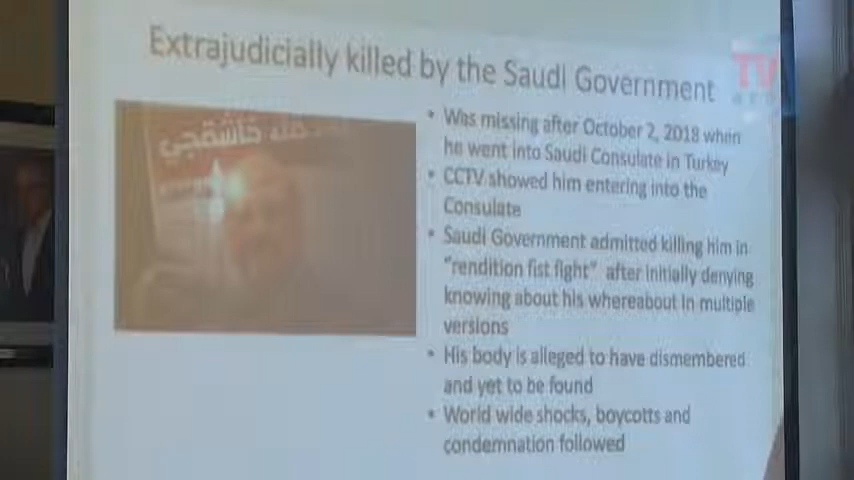 Extrajudicially killed by the Saudi Government
TV
خاشقجي
• Was missing after October 2, 2018 when
he went into Saudi Consulate in Turkey
• CCTV showed him entering into the
Consulate
• Saudi Government admitted killing him in
"rendition fist fight" after initially denying
knowing about his whereabout in multiple
versions
• His body is alleged to have dismembered
and yet to be found
• World wide shocks, boycotts and
condemnation followed